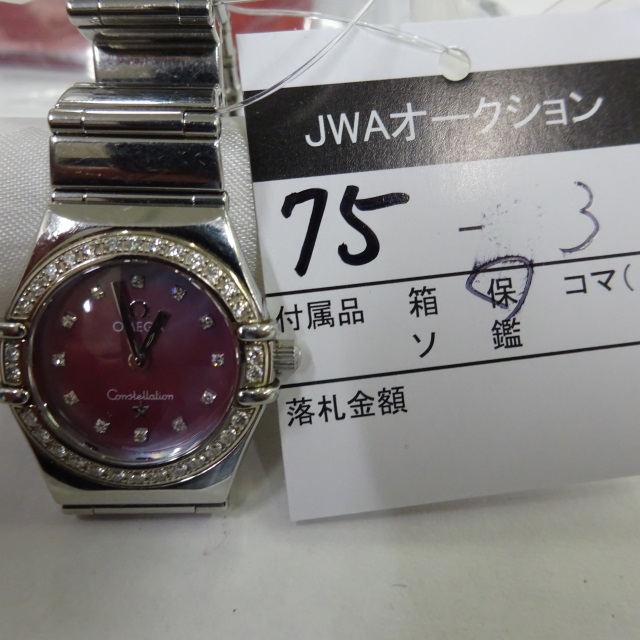 OMEGA
Constellation
JWAオークション
75 - 3
付属品 箱 保 コマ(
ソ 鑑
落札金額